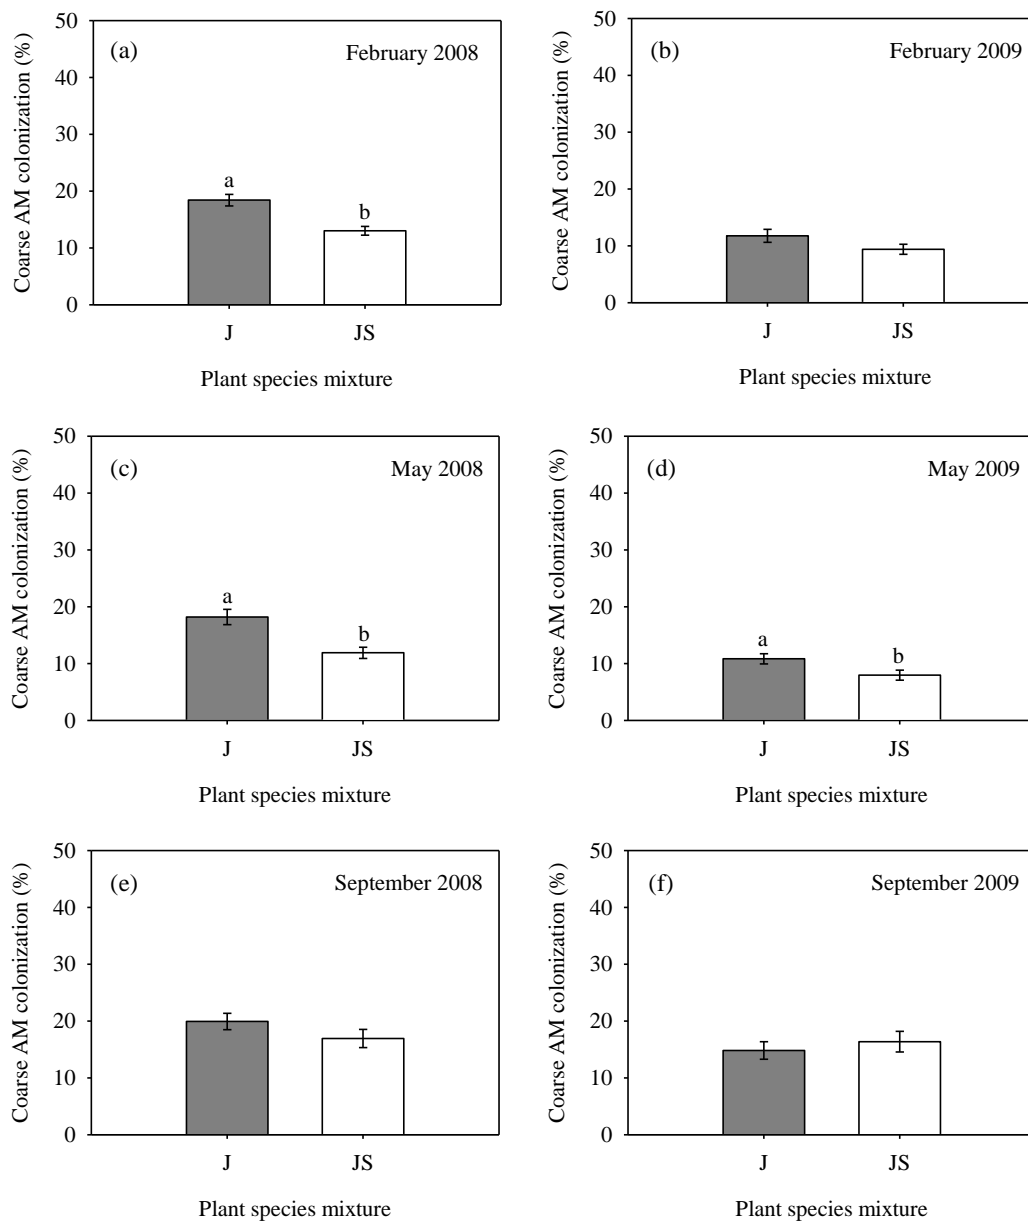 Coarse AM colonization (%)
50
40
30
20
10
0
(a)
February 2008
a
b
J
JS
Plant species mixture
Coarse AM colonization (%)
50
40
30
20
10
0
(b)
February 2009
J
JS
Plant species mixture
Coarse AM colonization (%)
50
40
30
20
10
0
(c)
May 2008
a
b
J
JS
Plant species mixture
Coarse AM colonization (%)
50
40
30
20
10
0
(d)
May 2009
a
b
J
JS
Plant species mixture
Coarse AM colonization (%)
50
40
30
20
10
0
(e)
September 2008
J
JS
Plant species mixture
Coarse AM colonization (%)
50
40
30
20
10
0
(f)
September 2009
J
JS
Plant species mixture